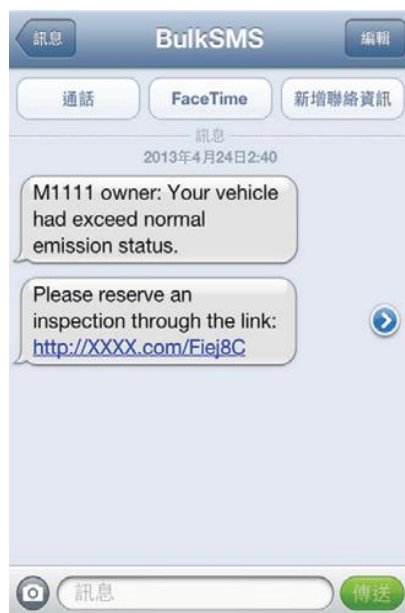 訊息
BulkSMS
編輯
通話
FaceTime
新增聯絡資訊
訊息
2013年4月24日2:40
M1111 owner: Your vehicle
had exceed normal
emission status.
Please reserve an
inspection through the link:
http://XXXX.com/Fiej8C
訊息
傳送